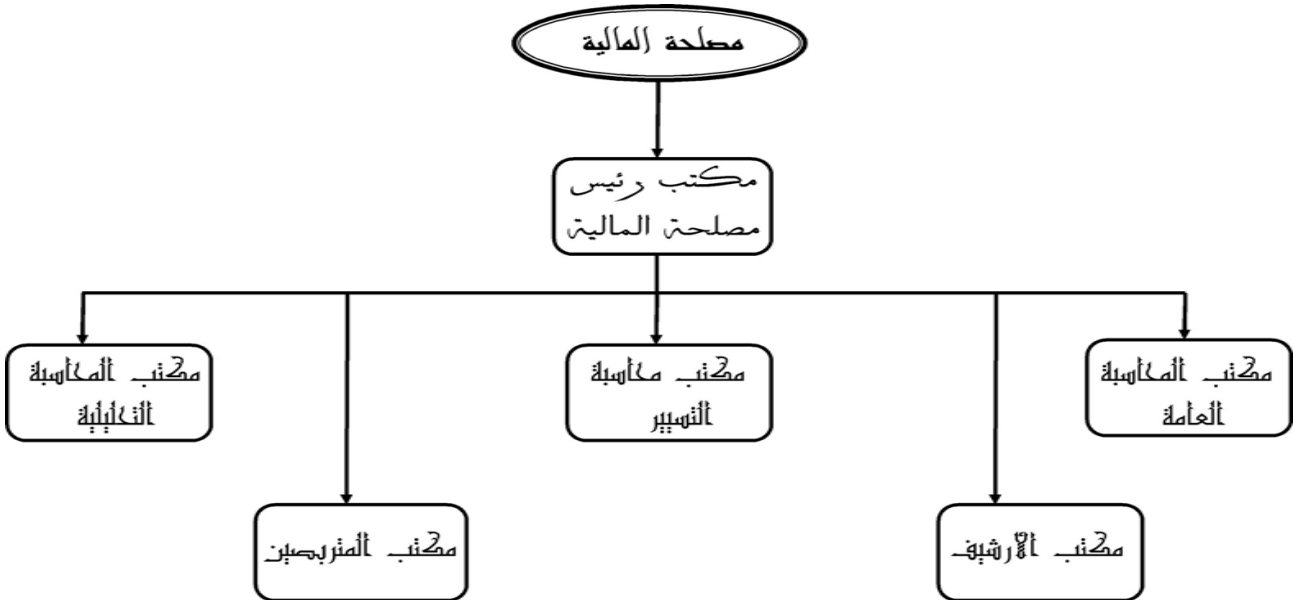 مصلحة المالية
مكتب رئيس
مصلحة المالية
مكتب المحاسبة
العامة
مكتب محاسبة
التسيير
مكتب المحاسبة
التحليلية
مكتب الأرشيف
مكتب المتربصين